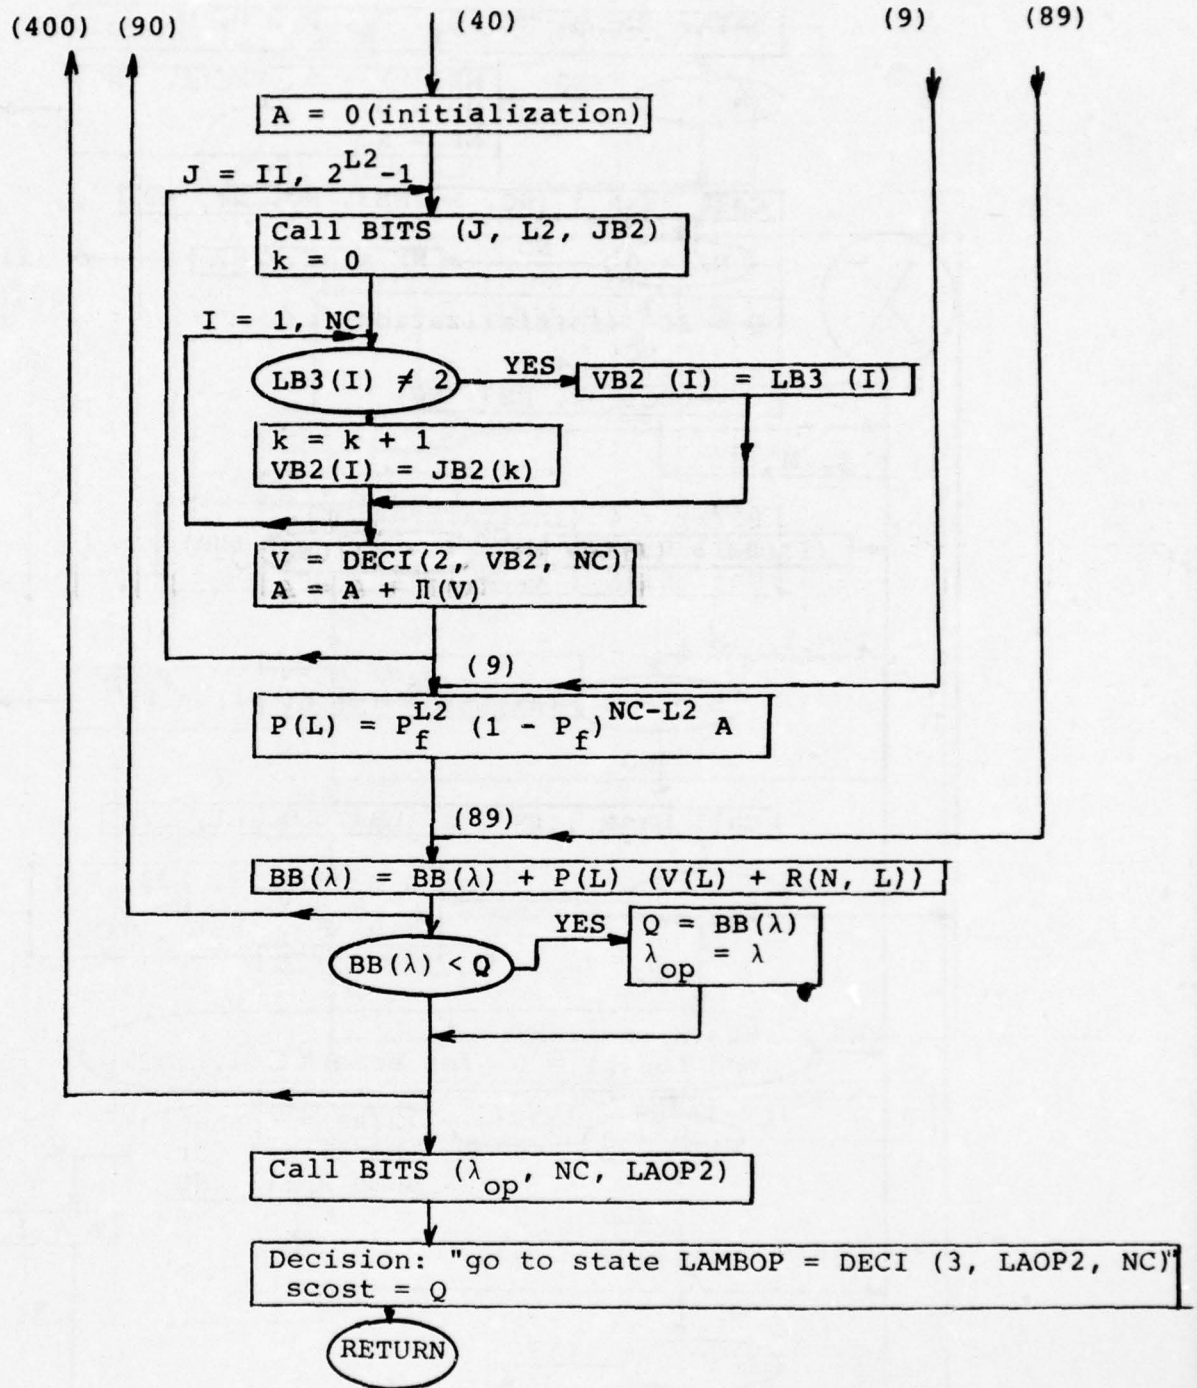 (400) (90) (40) (9) (89)
A = 0(initialization)
J = II, 2^L2-1
Call BITS (J, L2, JB2)
k = 0
I = 1, NC
LB3(I) ≠ 2
YES
VB2 (I) = LB3 (I)
k = k + 1
VB2(I) = JB2(k)
V = DECI(2, VB2, NC)
A = A + Π(V)
(9)
P(L) = P_f^L2 (1 - P_f)^NC-L2 A
(89)
BB(λ) = BB(λ) + P(L) (V(L) + R(N, L))
BB(λ) < Q
YES
Q = BB(λ)
λ_op = λ
Call BITS (λ_op, NC, LAOP2)
Decision: "go to state LAMBOP = DECI (3, LAOP2, NC)"
scost = Q
RETURN